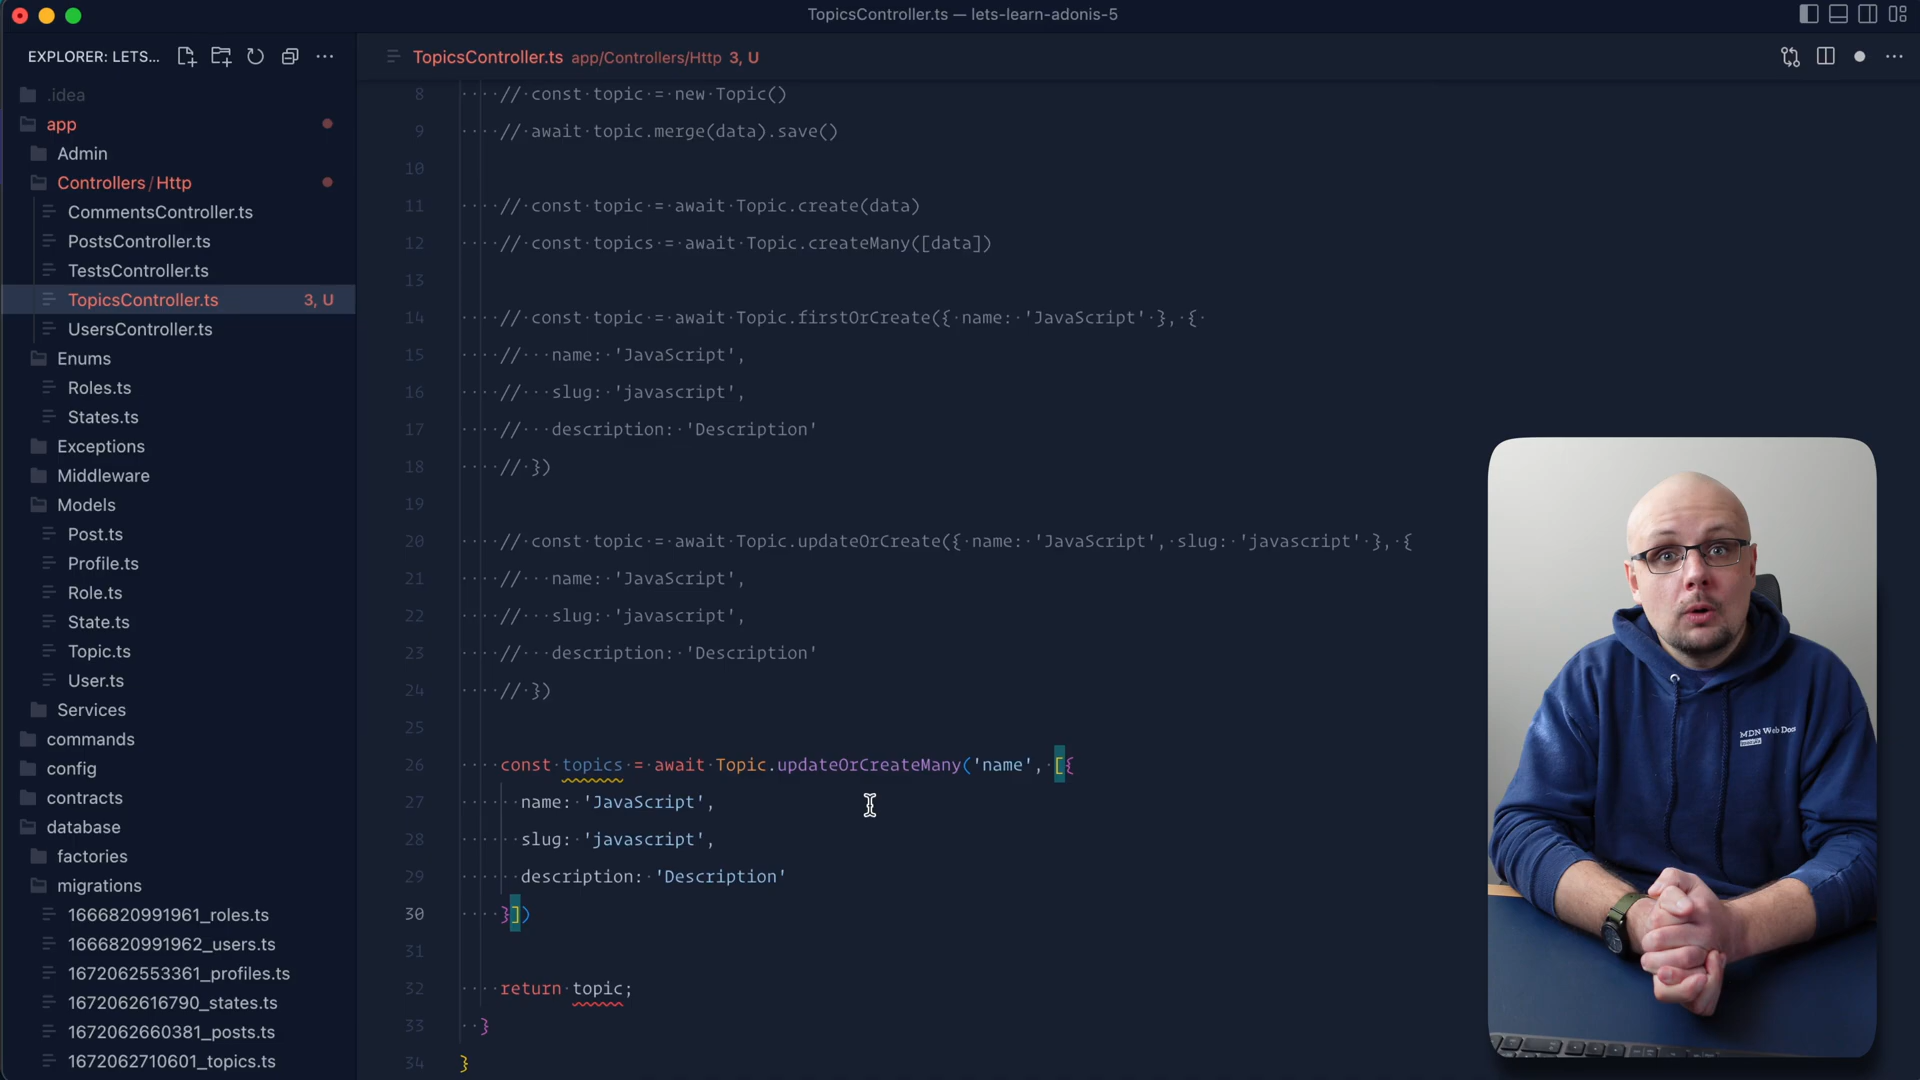 TopicsController.ts — lets-learn-adonis-5
EXPLORER: LETS...
.idea
app
Admin
Controllers / Http
CommentsController.ts
PostsController.ts
TestsController.ts
TopicsController.ts 3, U
UsersController.ts
Enums
Roles.ts
States.ts
Exceptions
Middleware
Models
Post.ts
Profile.ts
Role.ts
State.ts
Topic.ts
User.ts
Services
commands
config
contracts
database
factories
migrations
1666820991961_roles.ts
1666820991962_users.ts
1672062553361_profiles.ts
1672062616790_states.ts
1672062660381_posts.ts
1672062710601_topics.ts
TopicsController.ts app/Controllers/Http 3, U
8 // const topic = new Topic()
9 // await topic.merge(data).save()
10
11 // const topic = await Topic.create(data)
12 // const topics = await Topic.createMany([data])
13
14 // const topic = await Topic.firstOrCreate({ name: 'JavaScript' }, {
15 // name: 'JavaScript',
16 // slug: 'javascript',
17 // description: 'Description'
18 // })
19
20 // const topic = await Topic.updateOrCreate({ name: 'JavaScript', slug: 'javascript' }, {
21 // name: 'JavaScript',
22 // slug: 'javascript',
23 // description: 'Description'
24 // })
25
26 const topics = await Topic.updateOrCreateMany('name', [{
27 name: 'JavaScript',
28 slug: 'javascript',
29 description: 'Description'
30 }])
31
32 return topic;
33 }
34 }
MDN Web Docs